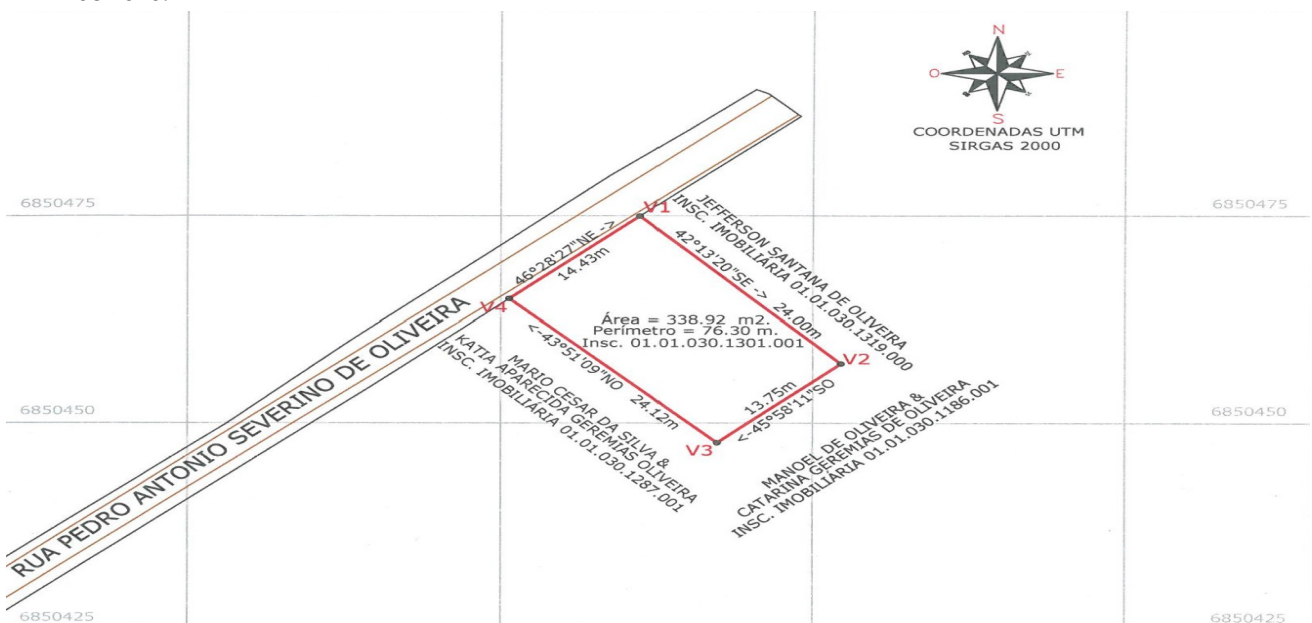 N
O
E
S
COORDENADAS UTM
SIRGAS 2000
6850475
6850475
V1
JEFFERSON SANTANA DE OLIVEIRA
INSC. IMOBILIÁRIA 01.01.030.1319.000
46°28'27"NE ->
14.43m
42°13'20"SE -> 24.00m
V4
Área = 338.92 m2.
Perímetro = 76.30 m.
Insc. 01.01.030.1301.001
V2
<-43°51'09"NO 24.12m
MARIO CESAR DA SILVA &
KATIA APARECIDA GEREMIAS OLIVEIRA
INSC. IMOBILIÁRIA 01.01.030.1287.001
13.75m
<-45°58'11"SO
V3
MANOEL DE OLIVEIRA &
CATARINA GEREMIAS DE OLIVEIRA
INSC. IMOBILIÁRIA 01.01.030.1186.001
6850450
6850450
RUA PEDRO ANTONIO SEVERINO DE OLIVEIRA
6850425
6850425